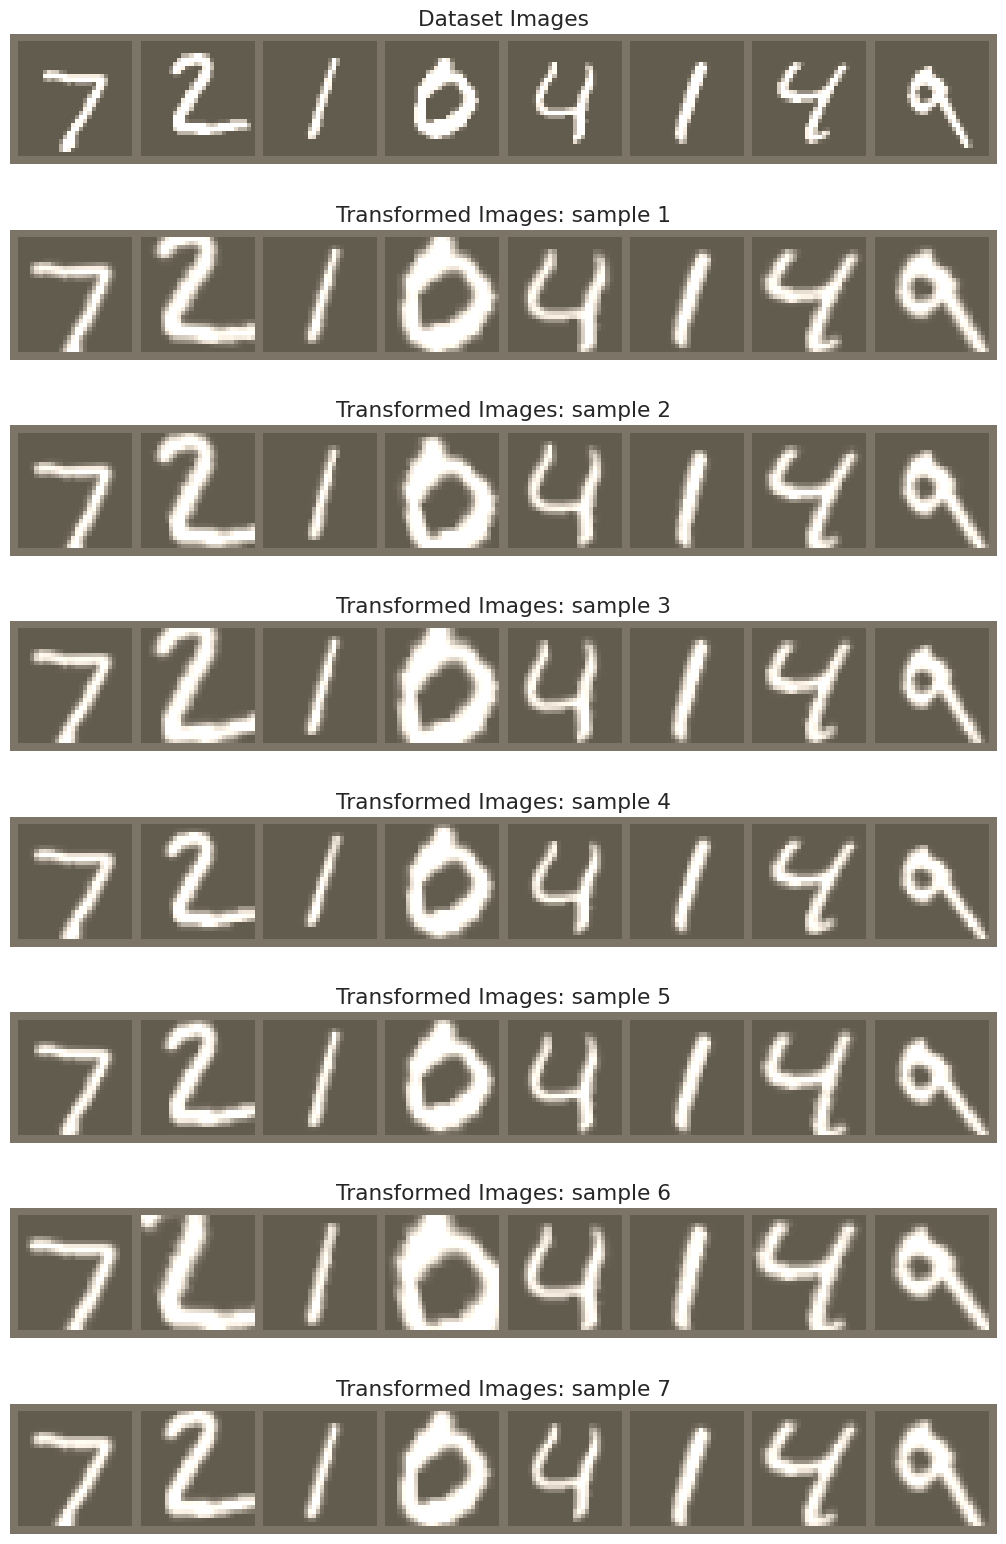 Dataset Images
7 2 1 0 4 1 4 9
Transformed Images: sample 1
7 2 1 0 4 1 4 9
Transformed Images: sample 2
7 2 1 0 4 1 4 9
Transformed Images: sample 3
7 2 1 0 4 1 4 9
Transformed Images: sample 4
7 2 1 0 4 1 4 9
Transformed Images: sample 5
7 2 1 0 4 1 4 9
Transformed Images: sample 6
7 2 1 0 4 1 4 9
Transformed Images: sample 7
7 2 1 0 4 1 4 9